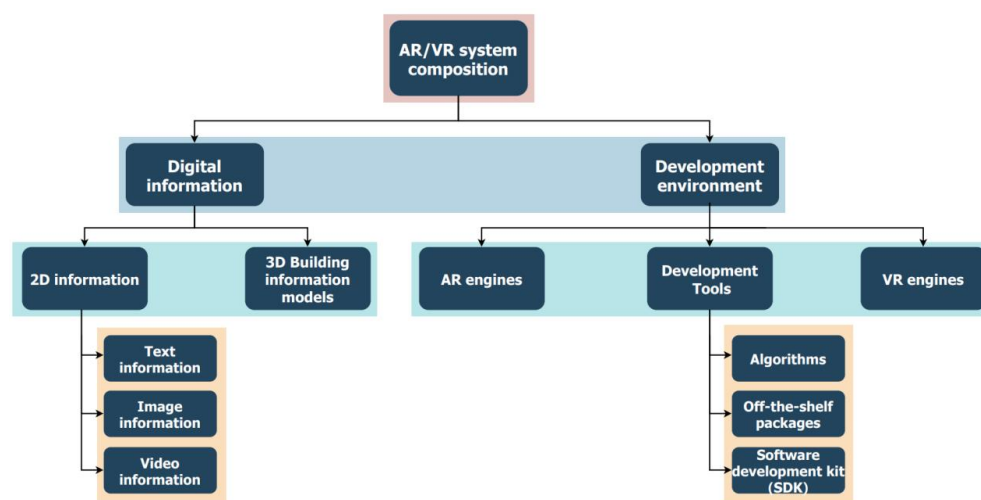 AR/VR system
composition
Digital
information
Development
environment
2D information
3D Building
information
models
AR engines
Development
Tools
VR engines
Text
information
Image
information
Video
information
Algorithms
Off-the-shelf
packages
Software
development kit
(SDK)